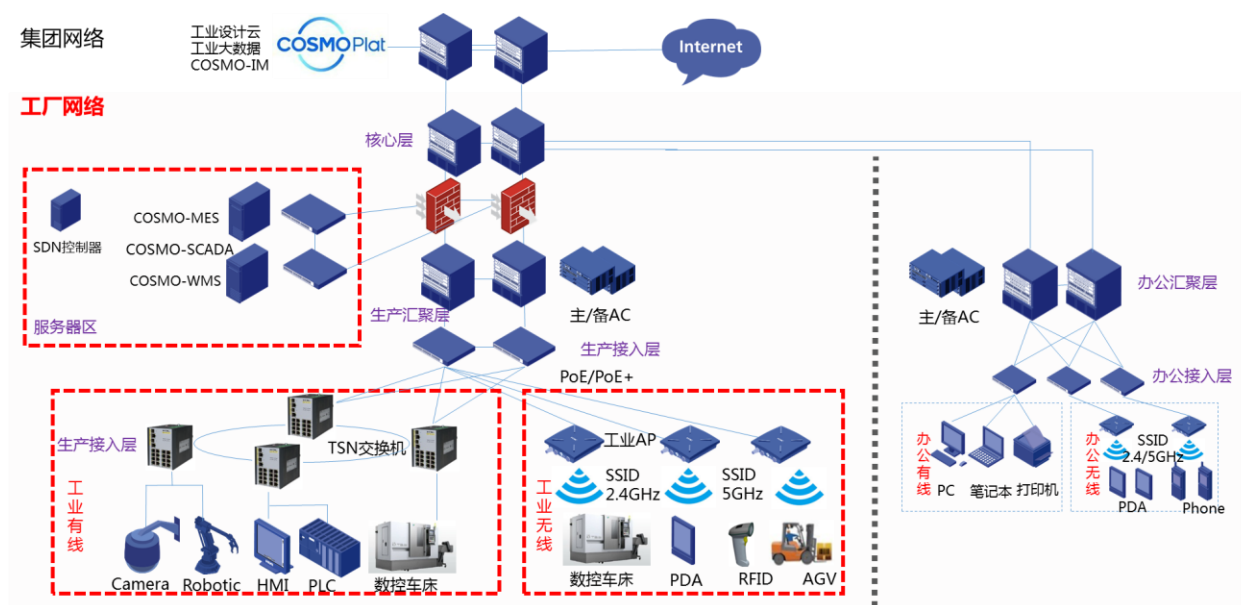 集团网络
工业设计云
工业大数据
COSMO-IM
COSMOPlat
Internet
工厂网络
核心层
SDN控制器
COSMO-MES
COSMO-SCADA
COSMO-WMS
服务器区
生产汇聚层
主/备AC
生产接入层
PoE/PoE+
主/备AC
办公汇聚层
办公接入层
生产接入层
TSN交换机
工业有线
Camera
Robotic
HMI
PLC
数控车床
工业AP
SSID
2.4GHz
SSID
5GHz
工业无线
数控车床
PDA
RFID
AGV
办公有线
PC
笔记本
打印机
办公无线
SSID
2.4/5GHz
PDA
Phone